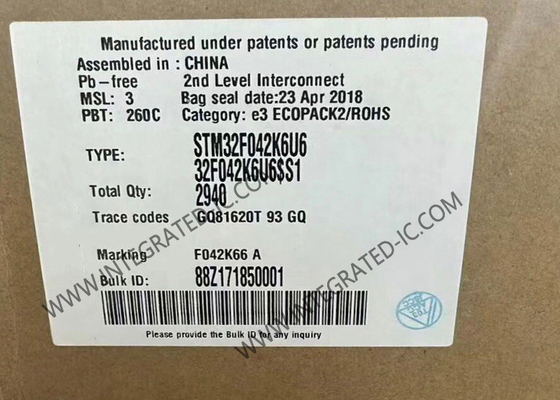 Manufactured under patents or patents pending
Assembled in : CHINA
Pb-free 2nd Level Interconnect
MSL: 3 Bag seal date:23 Apr 2018
PBT: 260C Category: e3 ECOPACK2/ROHS
TYPE: STM32F042K6U6
32F042K6U6$S1
Total Qty: 2940
Trace codes GQ81620T 93 GQ
Marking F042K66 A
Bulk ID: 88Z171850001
Please provide the Bulk ID for any inquiry
WWW.INTEGRATED-IC.COM
WWW.INTEGRATED-IC.COM